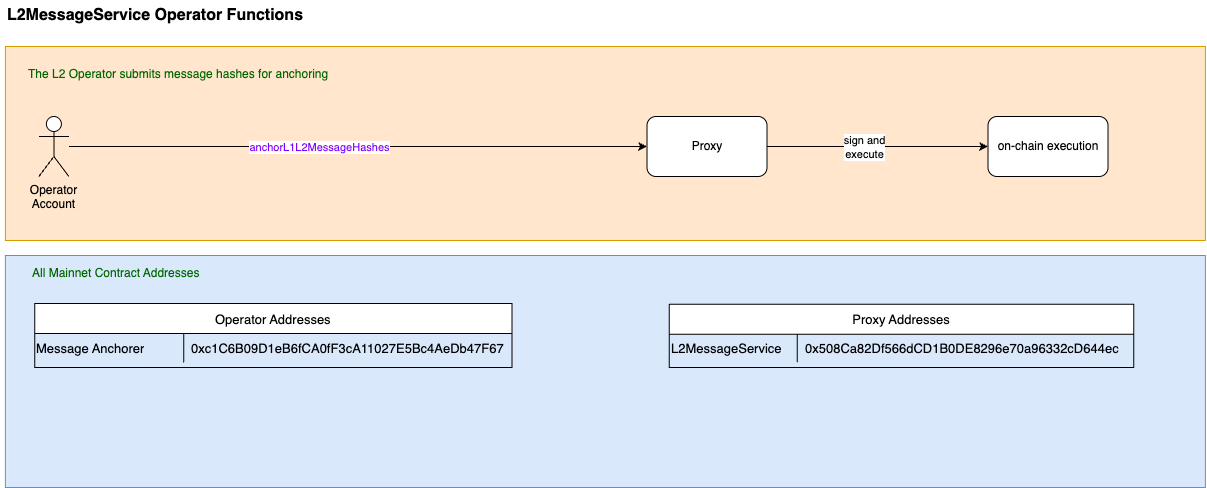 L2MessageService Operator Functions
The L2 Operator submits message hashes for anchoring
anchorL1L2MessageHashes
Proxy
sign and
execute
on-chain execution
Operator
Account
All Mainnet Contract Addresses
Operator Addresses
Message Anchorer 0xc1C6B09D1eB6fCA0fF3cA11027E5Bc4AeDb47F67
Proxy Addresses
L2MessageService 0x508Ca82Df566dCD1B0DE8296e70a96332cD644ec